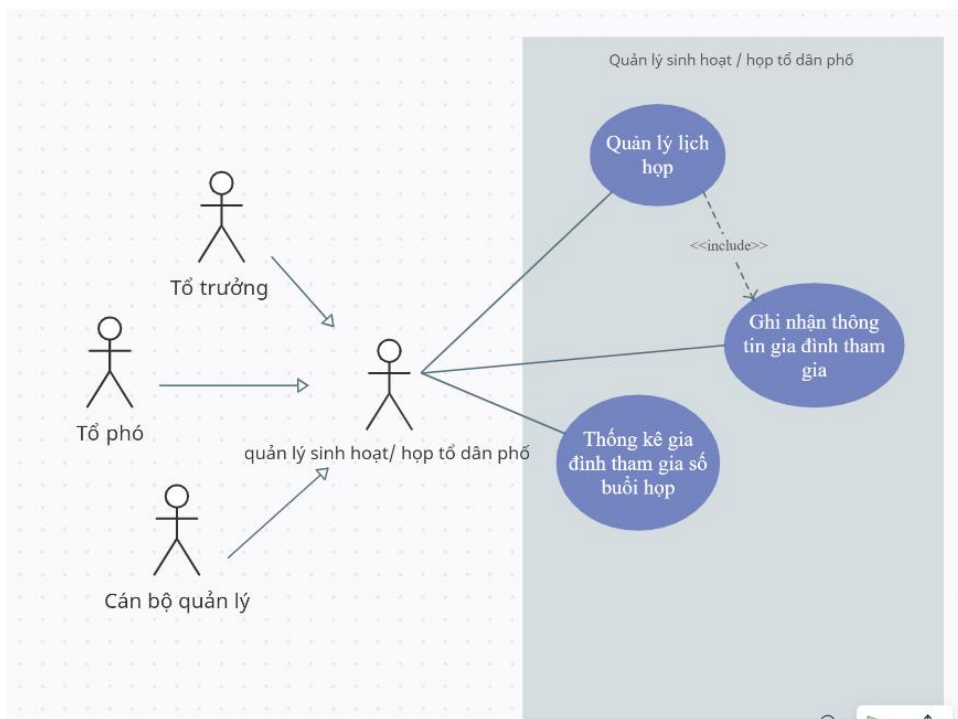 Quản lý sinh hoạt / họp tổ dân phố
Quản lý lịch
họp
<<include>>
Tổ trưởng
Ghi nhận thông
tin gia đình tham
gia
Tổ phó
quản lý sinh hoạt/ họp tổ dân phố
Thống kê gia
đình tham gia số
buổi họp
Cán bộ quản lý